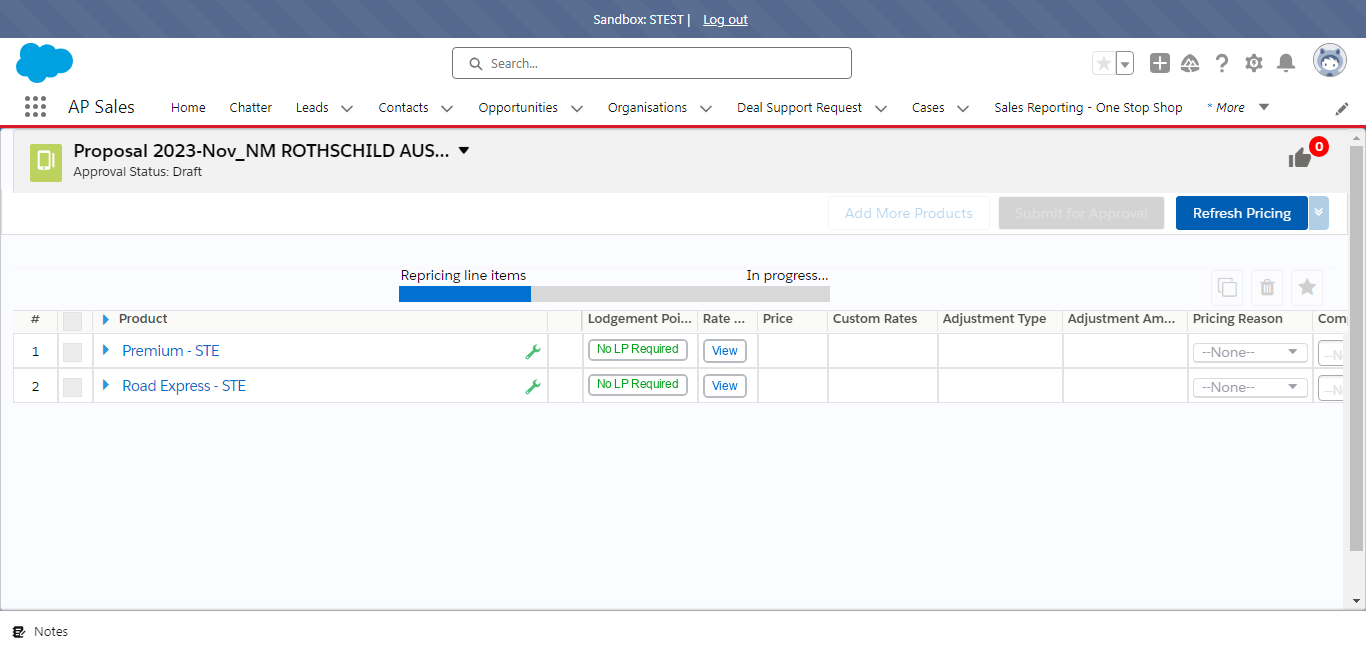 Sandbox: STEST | Log out
Search...
AP Sales Home Chatter Leads Contacts Opportunities Organisations Deal Support Request Cases Sales Reporting - One Stop Shop * More
Proposal 2023-Nov_NM ROTHSCHILD AUS...
0
Approval Status: Draft
Add More Products Submit for Approval Refresh Pricing
Repricing line items In progress...
# Product Lodgement Poi... Rate ... Price Custom Rates Adjustment Type Adjustment Am... Pricing Reason Com
1 Premium - STE No LP Required View --None-- --N
2 Road Express - STE No LP Required View --None-- --N
Notes